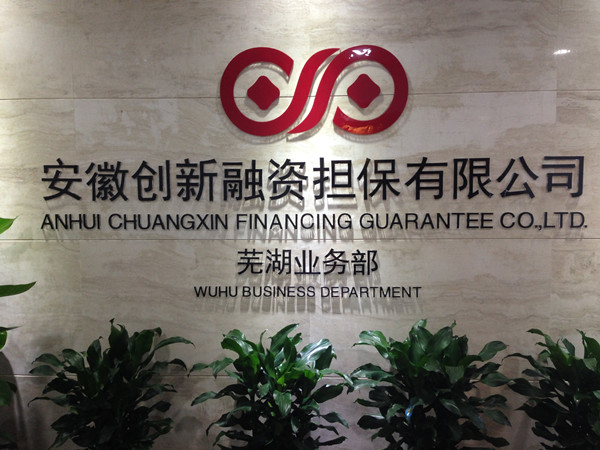 安徽创新融资担保有限公司
ANHUI CHUANGXIN FINANCING GUARANTEE CO.,LTD.
芜湖业务部
WUHU BUSINESS DEPARTMENT